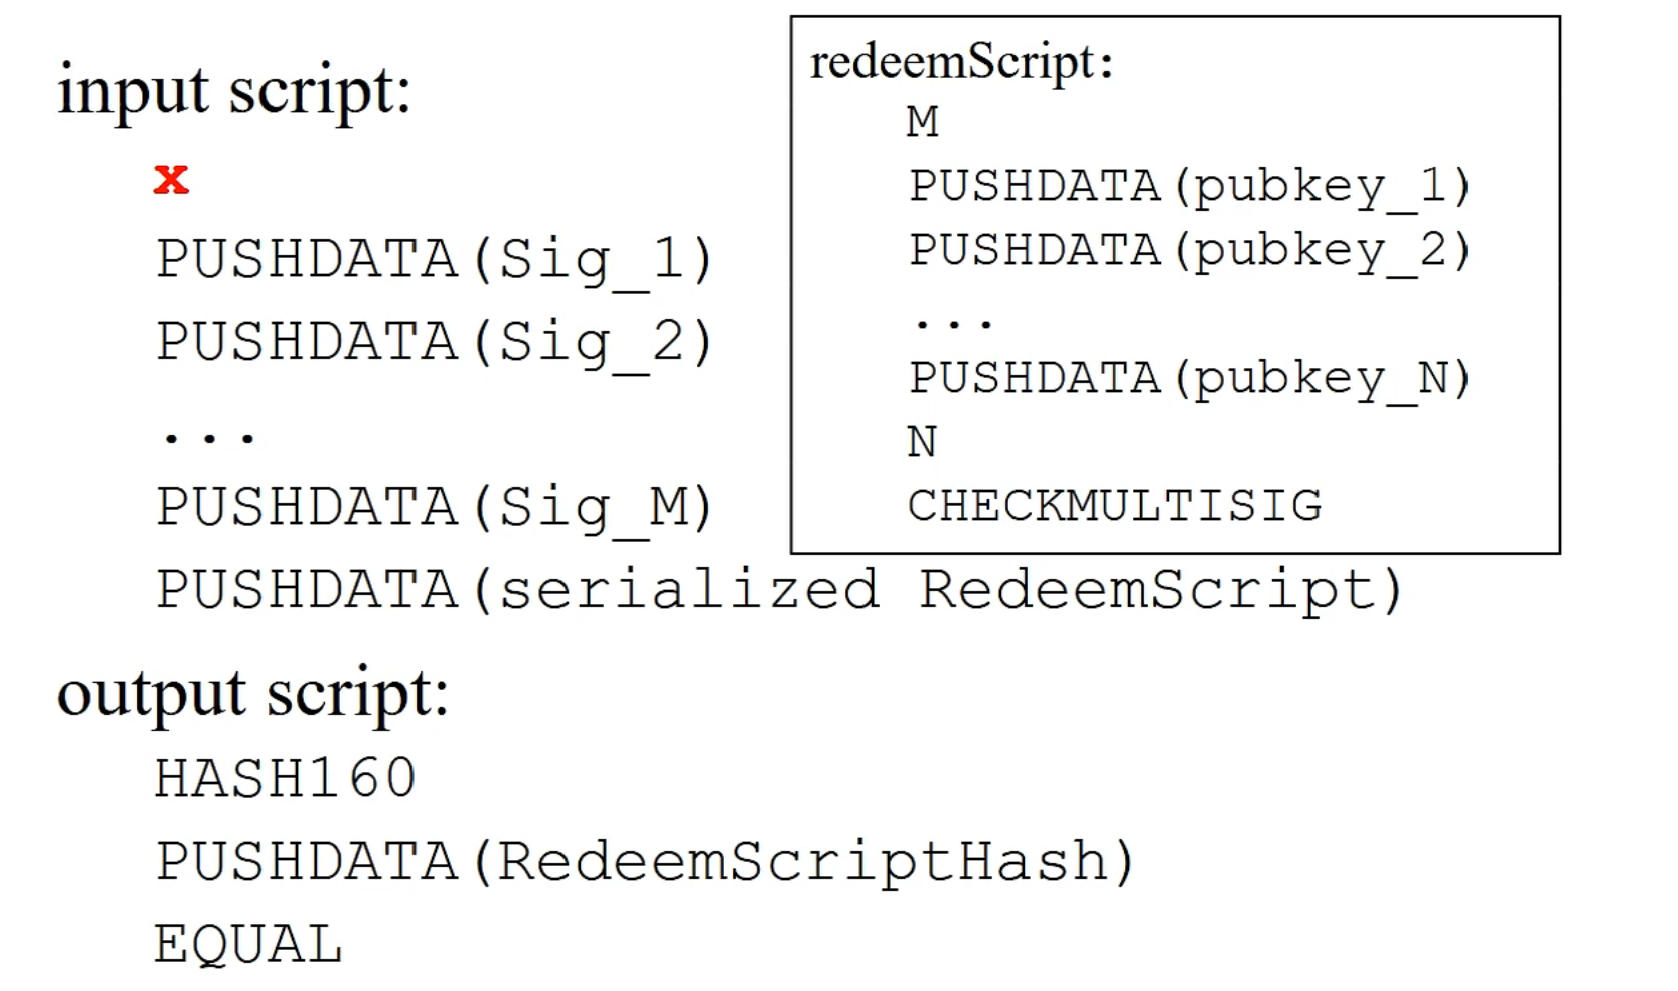 input script:
x
PUSHDATA(Sig_1)
PUSHDATA(Sig_2)
...
PUSHDATA(Sig_M)
PUSHDATA(serialized RedeemScript)
redeemScript:
M
PUSHDATA(pubkey_1)
PUSHDATA(pubkey_2)
...
PUSHDATA(pubkey_N)
N
CHECKMULTISIG
output script:
HASH160
PUSHDATA(RedeemScriptHash)
EQUAL